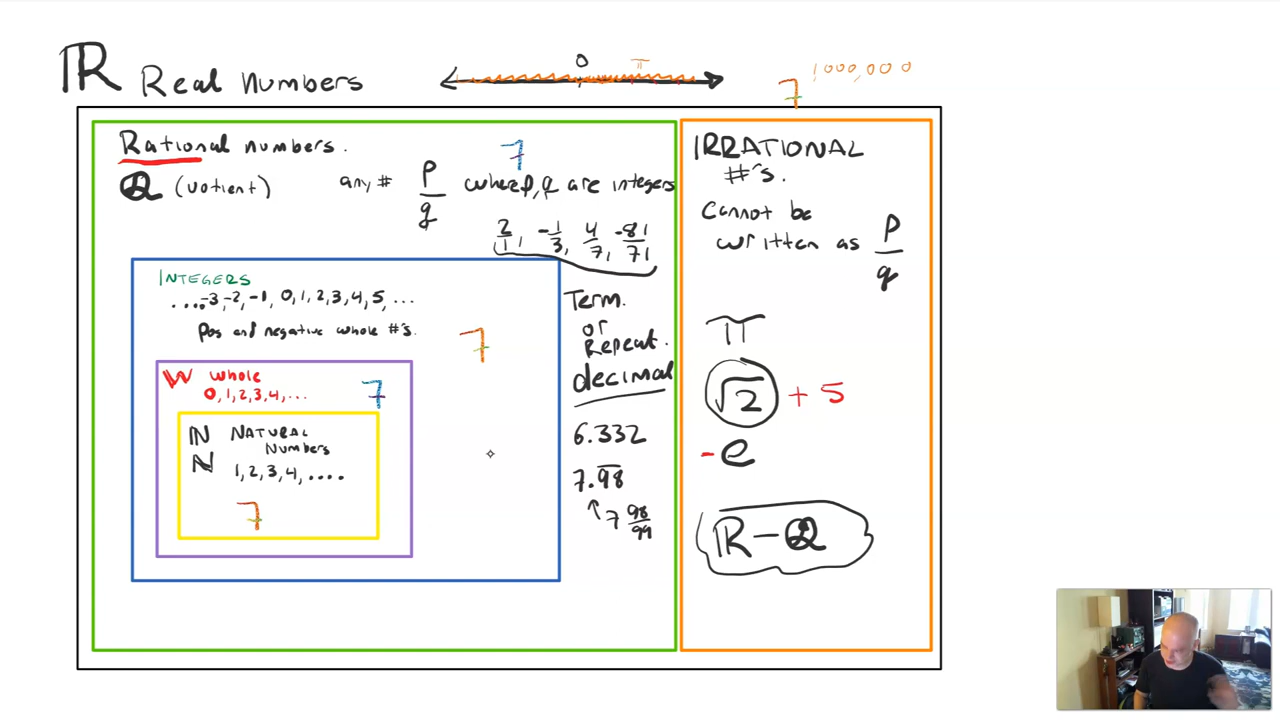 ℝ Real numbers
0
π
7 1000,000
Rational numbers.
7
ℚ (uotient) any # p/q where p, q are integers
2/1, -1/3, 4/7, -81/71
INTEGERS
....-3,-2,-1, 0,1,2,3,4,5,...
Pos and negative whole #'s.
7
W whole
0,1,2,3,4,...
7
ℕ NATURAL
Numbers
ℕ 1,2,3,4,....
7
Term.
or
Repeat.
decimal
6.332
7.9̅8̅
↑ 7 98/99
IRRATIONAL
#'s.
Cannot be
written as p/q
π
√2 + 5
- e
ℝ - ℚ